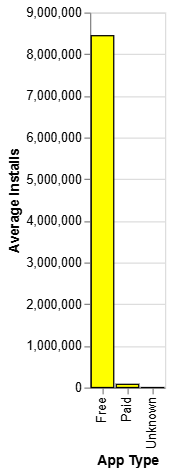 9,000,000
8,000,000
7,000,000
6,000,000
5,000,000
4,000,000
3,000,000
2,000,000
1,000,000
0
Average Installs
Free
Paid
Unknown
App Type